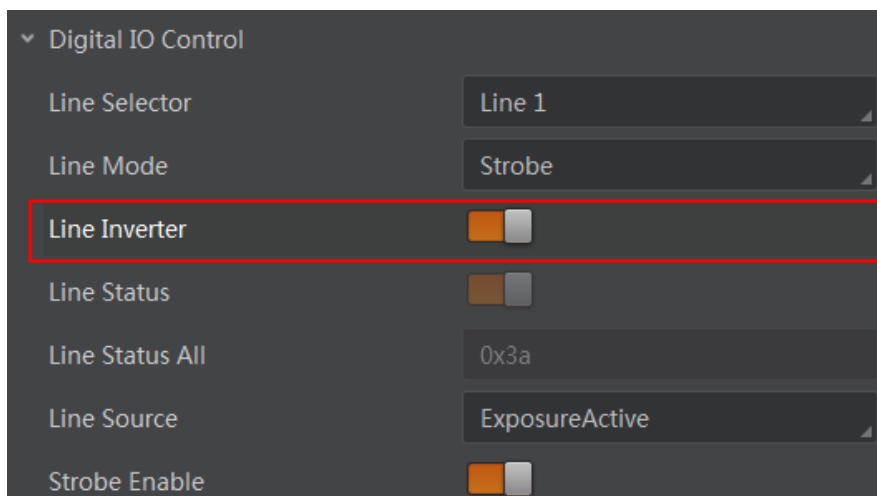 Digital IO Control
Line Selector Line 1
Line Mode Strobe
Line Inverter
Line Status
Line Status All 0x3a
Line Source ExposureActive
Strobe Enable